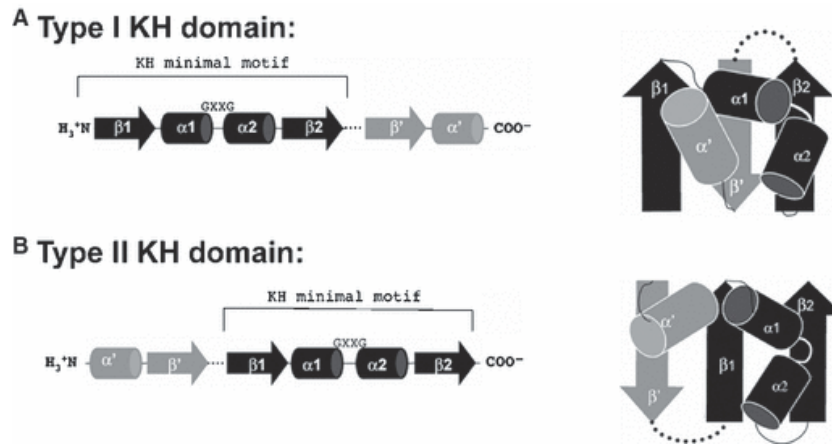 A Type I KH domain:
KH minimal motif
GXXG
H₃⁺N β1 α1 α2 β2 β' α' COO⁻
β1 α1 β2
α' α2
β'
B Type II KH domain:
KH minimal motif
GXXG
H₃⁺N α' β' β1 α1 α2 β2 COO⁻
α' α1 β2
β1
α2
β'